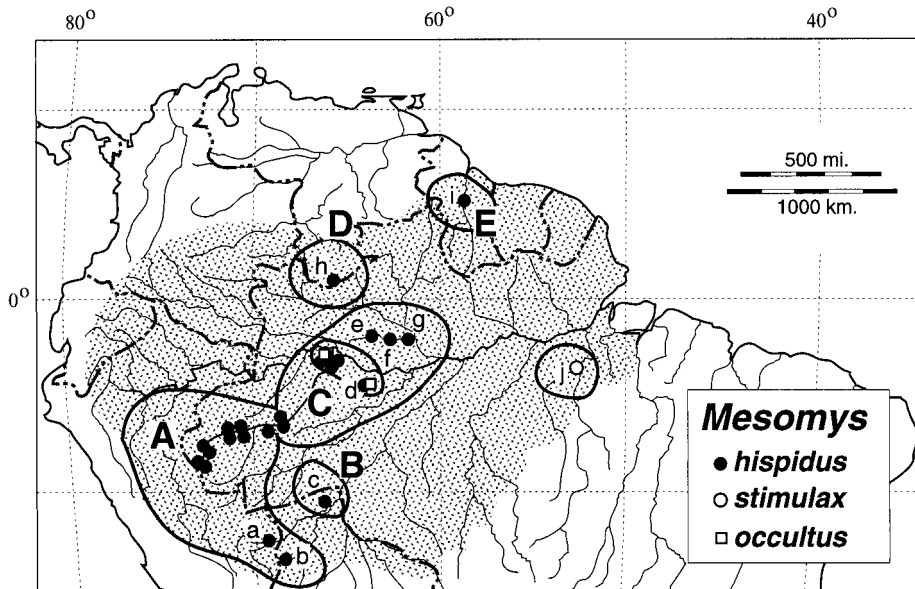 80° 60° 40°
500 mi.
1000 km.
i
D E
h
0°
e g
f
j
d
C
A
B
c
a b
Mesomys
hispidus
stimulax
occultus